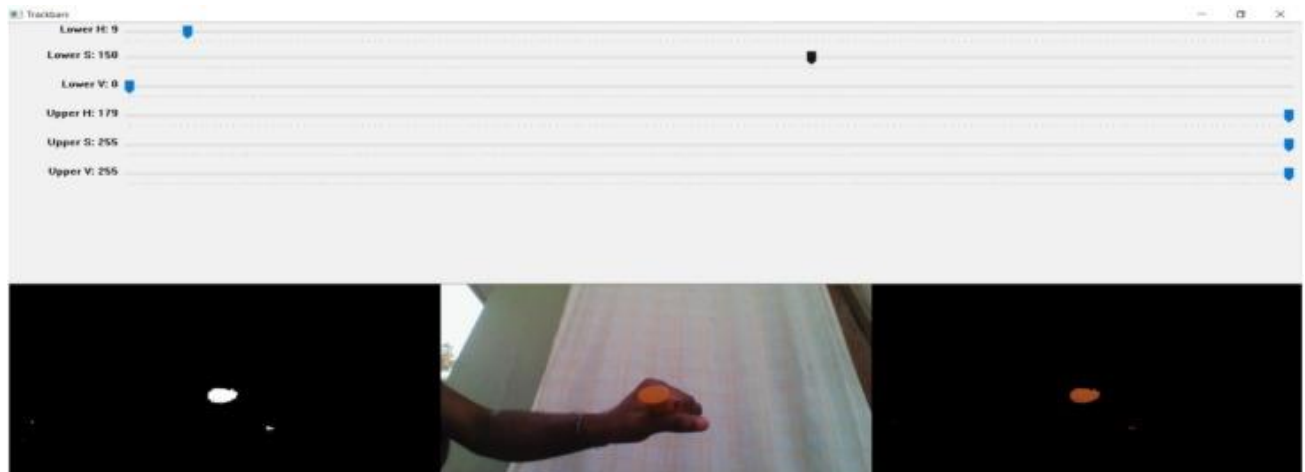 Trackbars
Lower H: 9
Lower S: 150
Lower V: 0
Upper H: 179
Upper S: 255
Upper V: 255